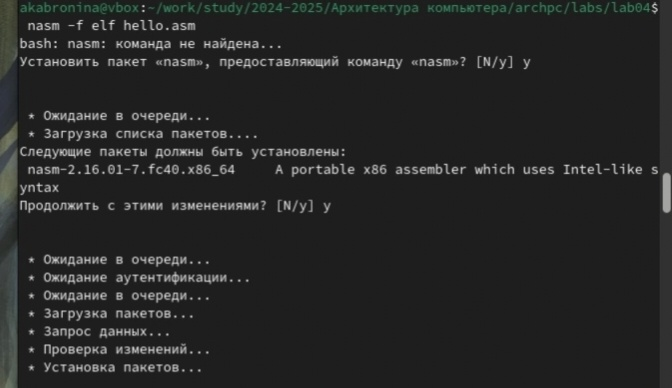 akabronina@vbox:~/work/study/2024-2025/Архитектура компьютера/archpc/labs/lab04$
nasm -f elf hello.asm
bash: nasm: команда не найдена...
Установить пакет «nasm», предоставляющий команду «nasm»? [N/y] y
* Ожидание в очереди...
* Загрузка списка пакетов....
Следующие пакеты должны быть установлены:
nasm-2.16.01-7.fc40.x86_64     A portable x86 assembler which uses Intel-like s
yntax
Продолжить с этими изменениями? [N/y] y
* Ожидание в очереди...
* Ожидание аутентификации...
* Ожидание в очереди...
* Загрузка пакетов...
* Запрос данных...
* Проверка изменений...
* Установка пакетов...